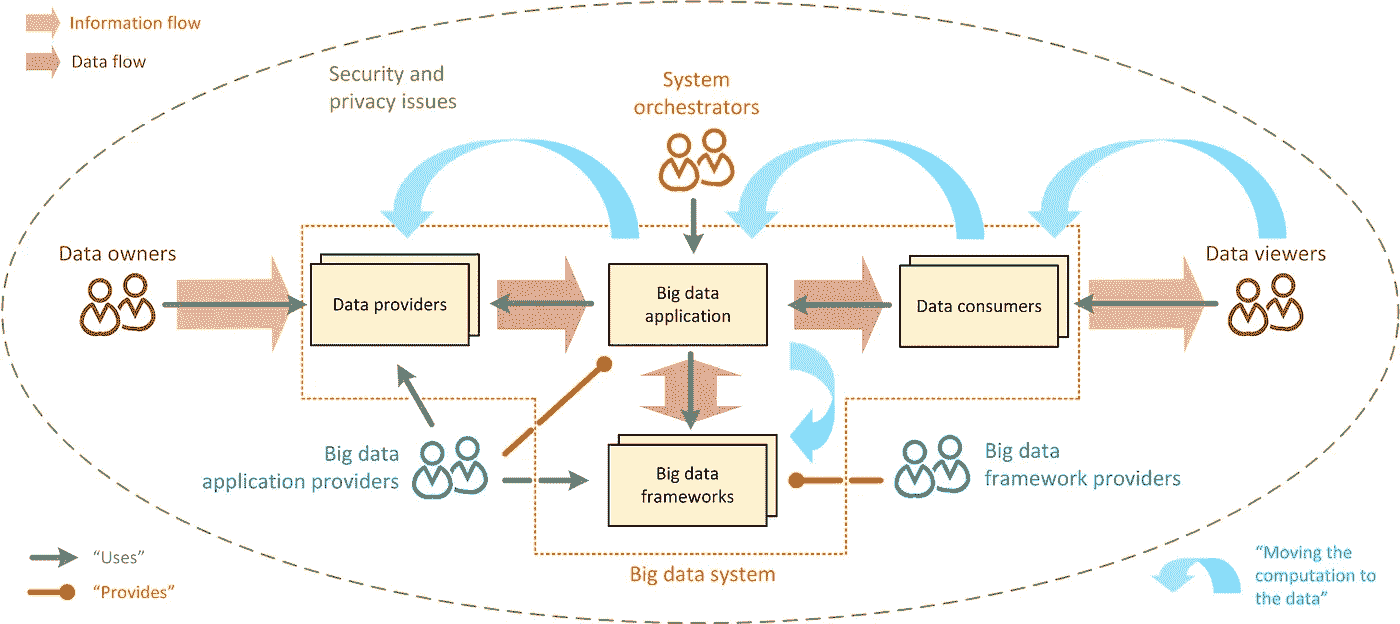 Information flow
Data flow
Security and
privacy issues
System
orchestrators
Data owners
Data viewers
Data providers
Big data
application
Data consumers
Big data
application providers
Big data
frameworks
Big data
framework providers
"Uses"
"Provides"
Big data system
"Moving the
computation to
the data"